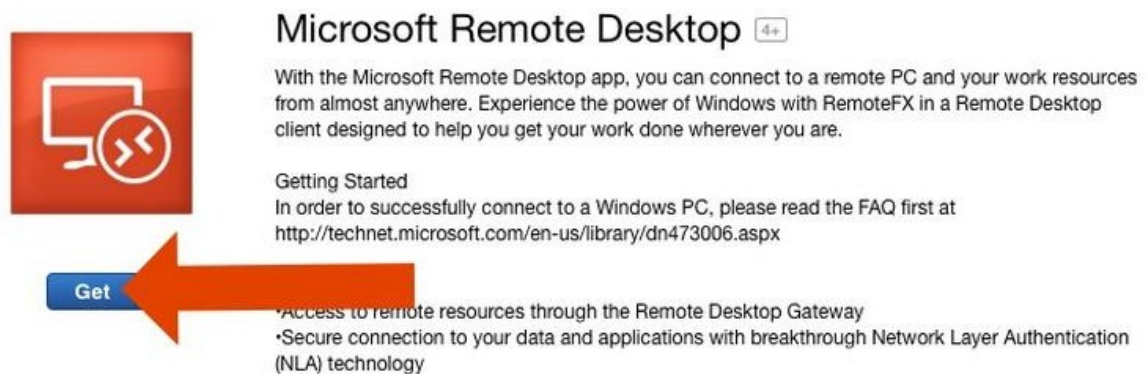 Microsoft Remote Desktop 4+
With the Microsoft Remote Desktop app, you can connect to a remote PC and your work resources
from almost anywhere. Experience the power of Windows with RemoteFX in a Remote Desktop
client designed to help you get your work done wherever you are.
Getting Started
In order to successfully connect to a Windows PC, please read the FAQ first at
http://technet.microsoft.com/en-us/library/dn473006.aspx
Get
•Access to remote resources through the Remote Desktop Gateway
•Secure connection to your data and applications with breakthrough Network Layer Authentication
(NLA) technology